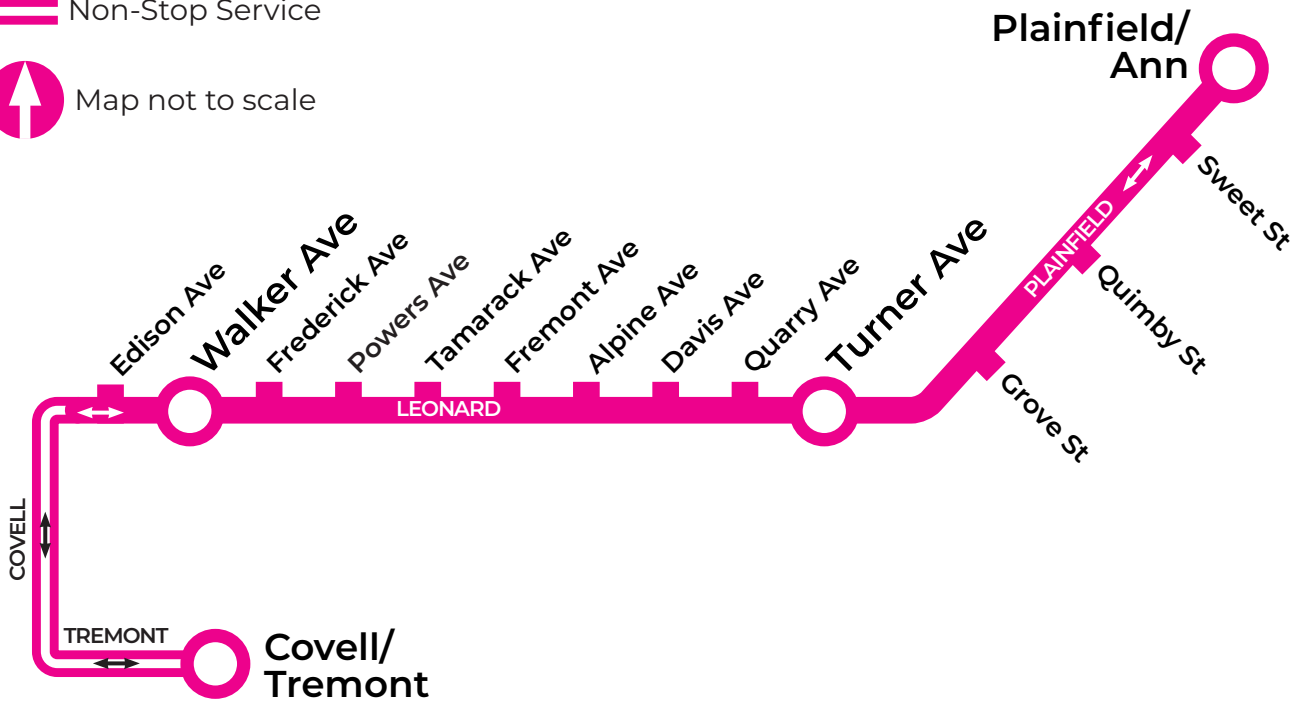 Non-Stop Service
Map not to scale
Plainfield/
Ann
Sweet St
PLAINFIELD
Quimby St
Grove St
Edison Ave
Walker Ave
Frederick Ave
Powers Ave
Tamarack Ave
Fremont Ave
Alpine Ave
Davis Ave
Quarry Ave
Turner Ave
LEONARD
COVELL
TREMONT
Covell/
Tremont